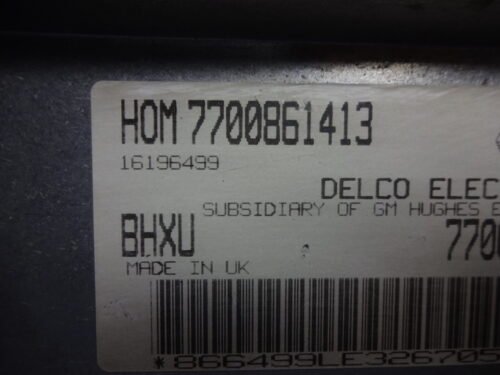 HOM 7700861413
16196499
DELCO ELEC
SUBSIDIARY OF GM HUGHES E
BHXU 770
MADE IN UK
*866499LE326705